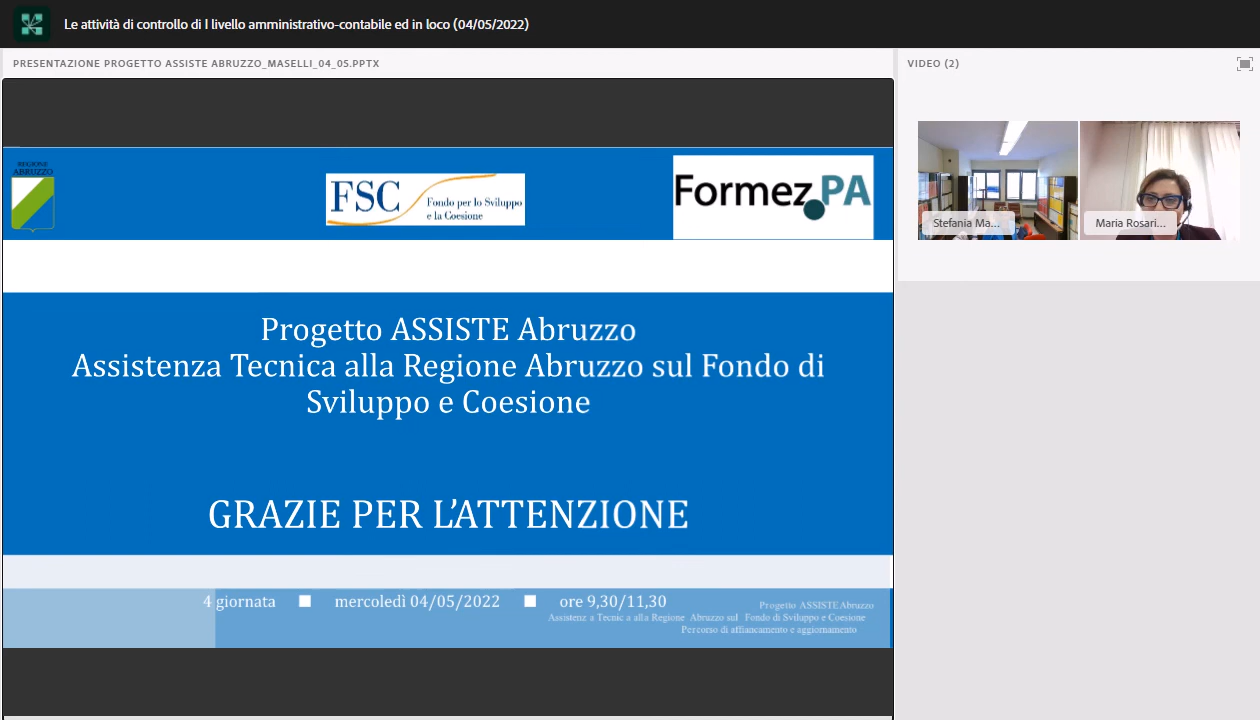 Le attività di controllo di I livello amministrativo-contabile ed in loco (04/05/2022)
PRESENTAZIONE PROGETTO ASSISTE ABRUZZO_MASELLI_04_05.PPTX
VIDEO (2)
REGIONE
ABRUZZO
FSC
Fondo per lo Sviluppo
e la Coesione
Formez PA
Stefania Ma...
Maria Rosari...
Progetto ASSISTE Abruzzo
Assistenza Tecnica alla Regione Abruzzo sul Fondo di
Sviluppo e Coesione
GRAZIE PER L'ATTENZIONE
4 giornata ■ mercoledì 04/05/2022 ■ ore 9,30/11,30
Progetto ASSISTE Abruzzo
Assistenz a Tecnic a alla Regione Abruzzo sul Fondo di Sviluppo e Coesione
Percorso di affiancamento e aggiornamento